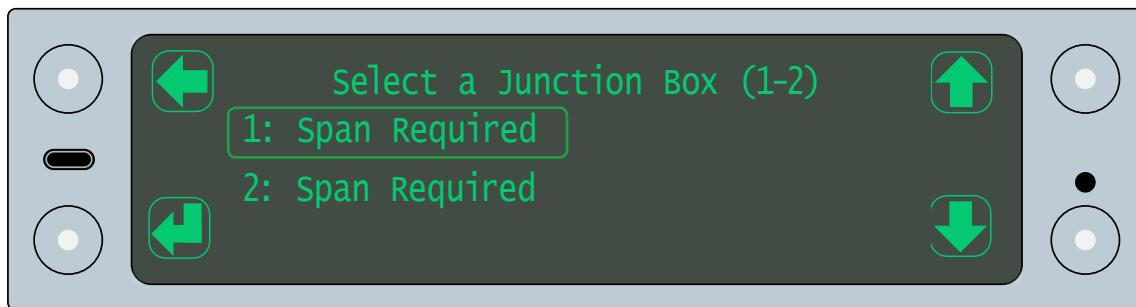 Select a Junction Box (1-2)
1: Span Required
2: Span Required